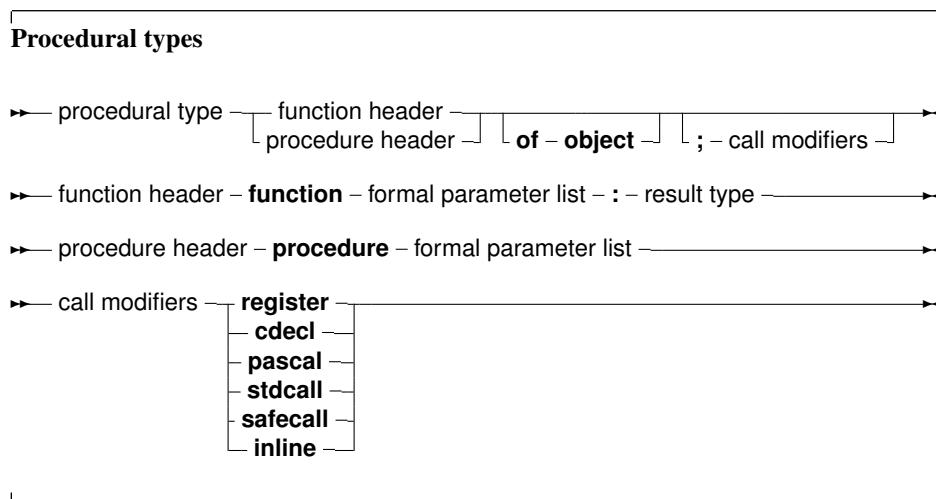 Procedural types
procedural type function header
procedure header of object ; call modifiers
function header function formal parameter list : result type
procedure header procedure formal parameter list
call modifiers register
cdecl
pascal
stdcall
safecall
inline